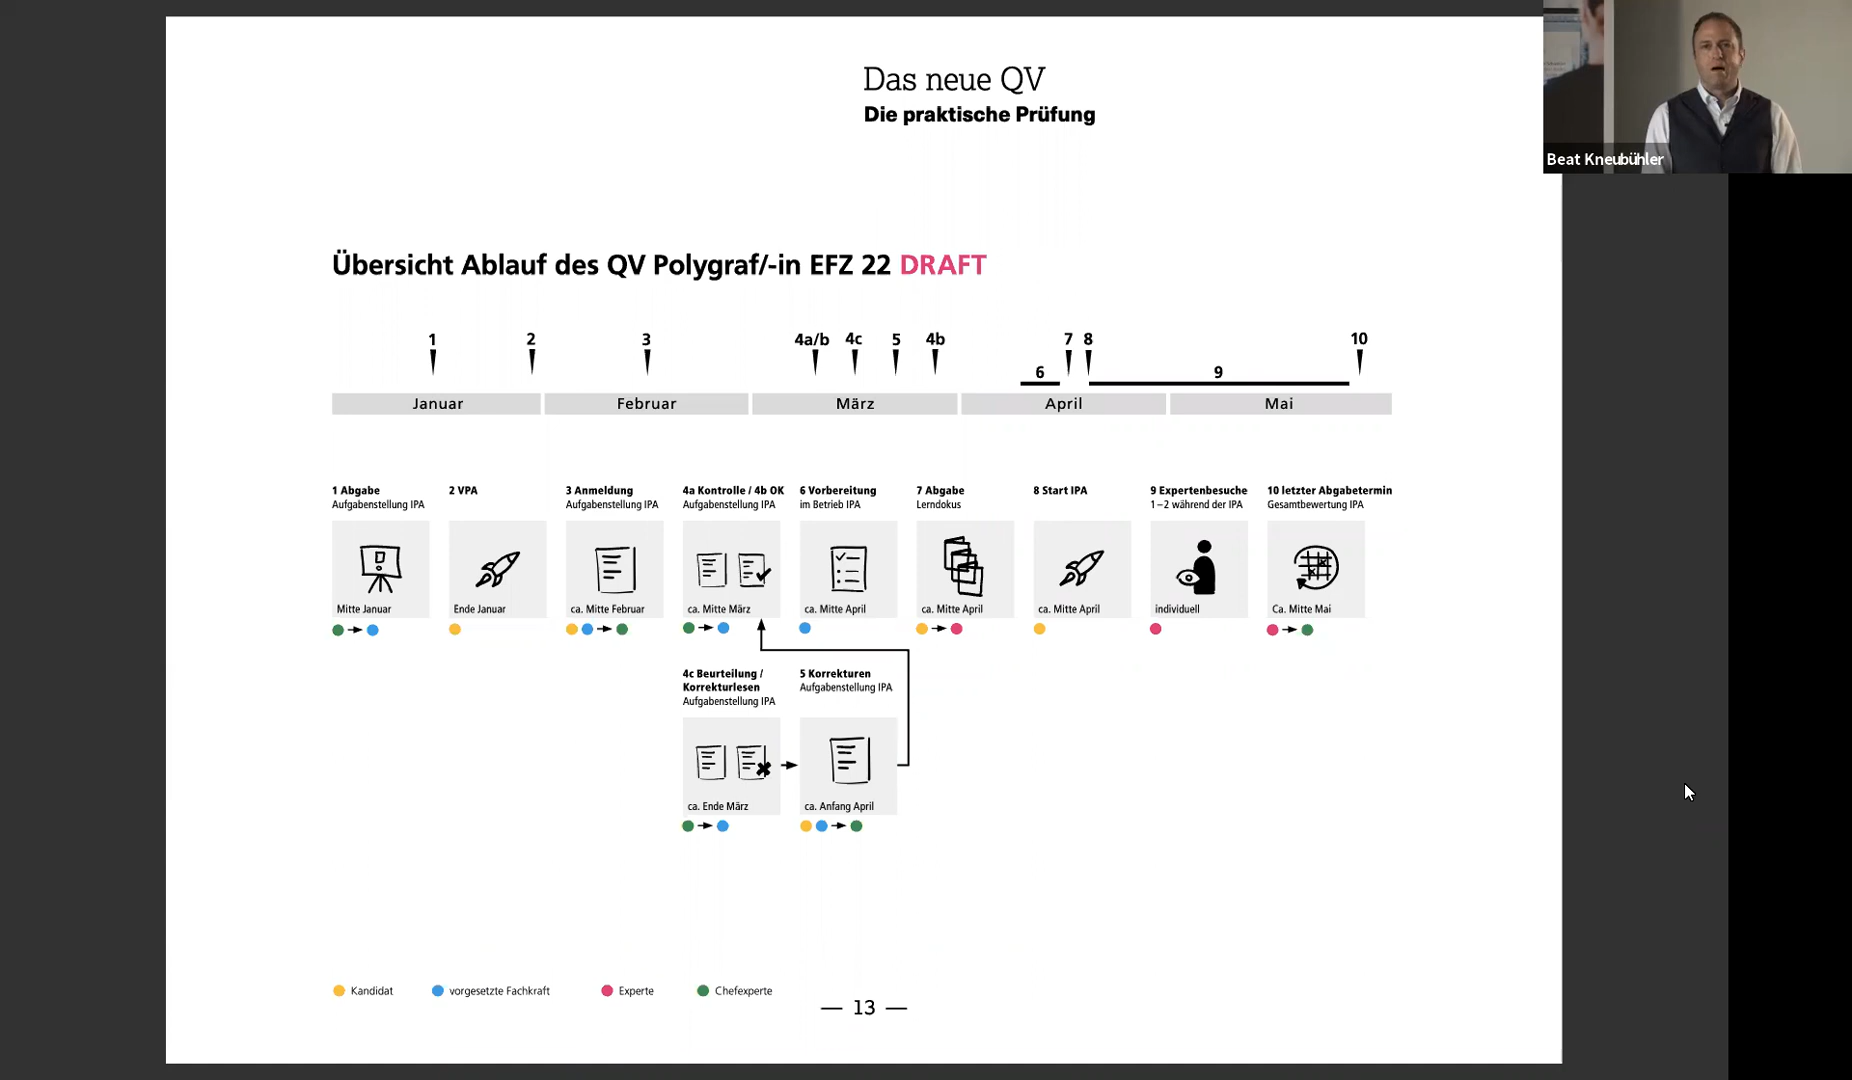 Das neue QV
Die praktische Prüfung
Beat Kneubühler
Übersicht Ablauf des QV Polygraf/-in EFZ 22 DRAFT
1 2 3 4a/b 4c 5 4b 7 8 10
6 9
Januar Februar März April Mai
1 Abgabe
Aufgabenstellung IPA
Mitte Januar
2 VPA
Ende Januar
3 Anmeldung
Aufgabenstellung IPA
ca. Mitte Februar
4a Kontrolle / 4b OK
Aufgabenstellung IPA
ca. Mitte März
6 Vorbereitung
im Betrieb IPA
ca. Mitte April
7 Abgabe
Lerndokus
ca. Mitte April
8 Start IPA
ca. Mitte April
9 Expertenbesuche
1–2 während der IPA
individuell
10 letzter Abgabetermin
Gesamtbewertung IPA
Ca. Mitte Mai
4c Beurteilung /
Korrekturlesen
Aufgabenstellung IPA
ca. Ende März
5 Korrekturen
Aufgabenstellung IPA
ca. Anfang April
Kandidat
vorgesetzte Fachkraft
Experte
Chefexperte
— 13 —